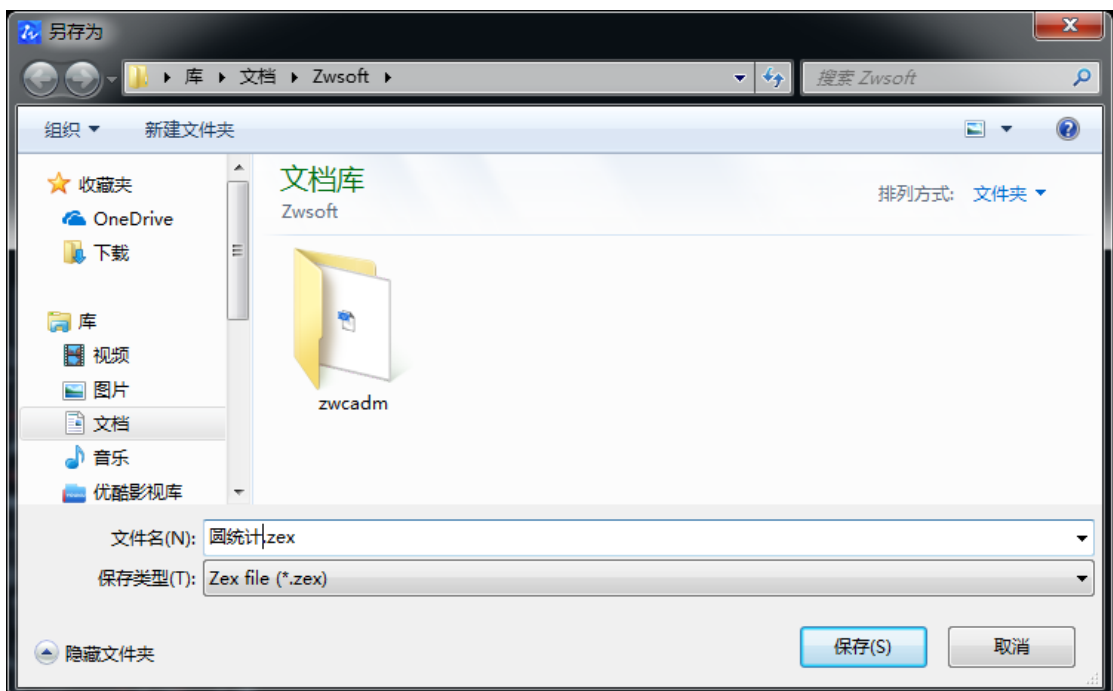 另存为
库 文档 Zwsoft
搜索 Zwsoft
组织 新建文件夹
收藏夹
OneDrive
下载
库
视频
图片
文档
音乐
优酷影视库
文档库
Zwsoft
排列方式: 文件夹
zwcadm
文件名(N): 圆统计.zex
保存类型(T): Zex file (*.zex)
隐藏文件夹
保存(S) 取消